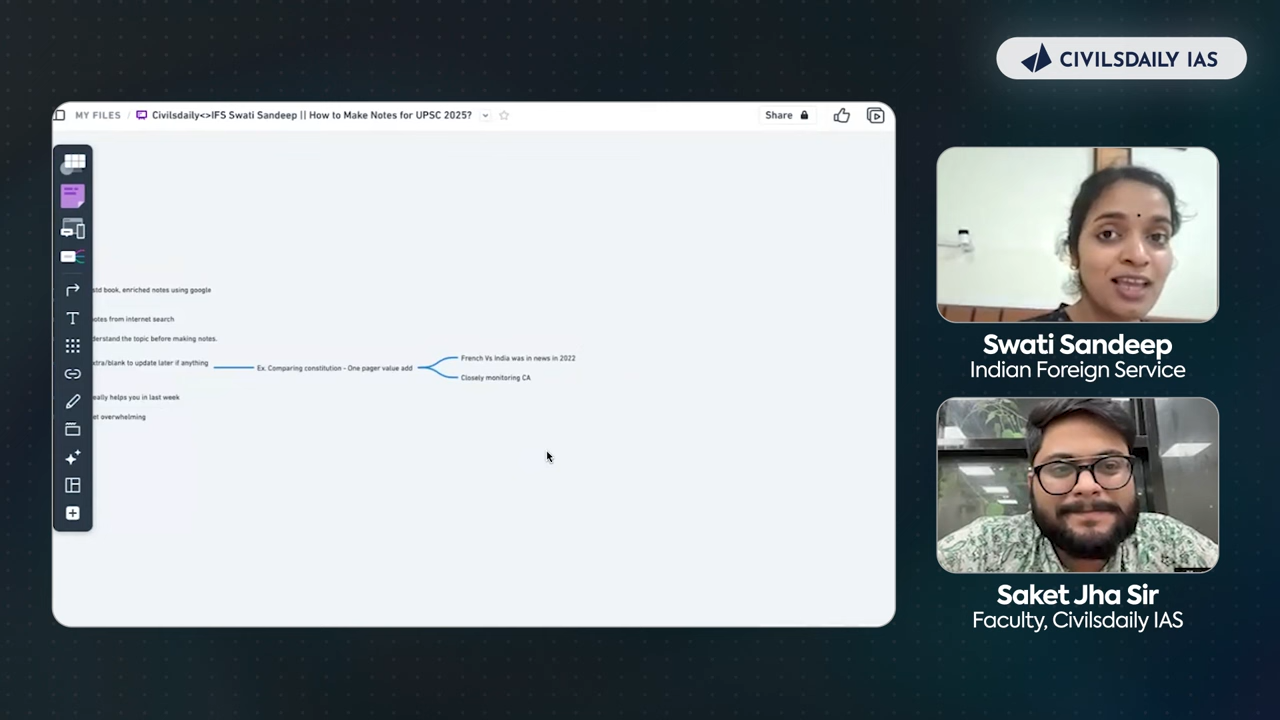 CIVILSDAILY IAS
MY FILES / Civilsdaily<>IFS Swati Sandeep || How to Make Notes for UPSC 2025?
Share
std book, enriched notes using google
notes from internet search
derstand the topic before making notes.
xtra/blank to update later if anything
Ex. Comparing constitution - One pager value add
French Vs India was in news in 2022
Closely monitoring CA
eally helps you in last week
et overwhelming
Swati Sandeep
Indian Foreign Service
Saket Jha Sir
Faculty, Civilsdaily IAS